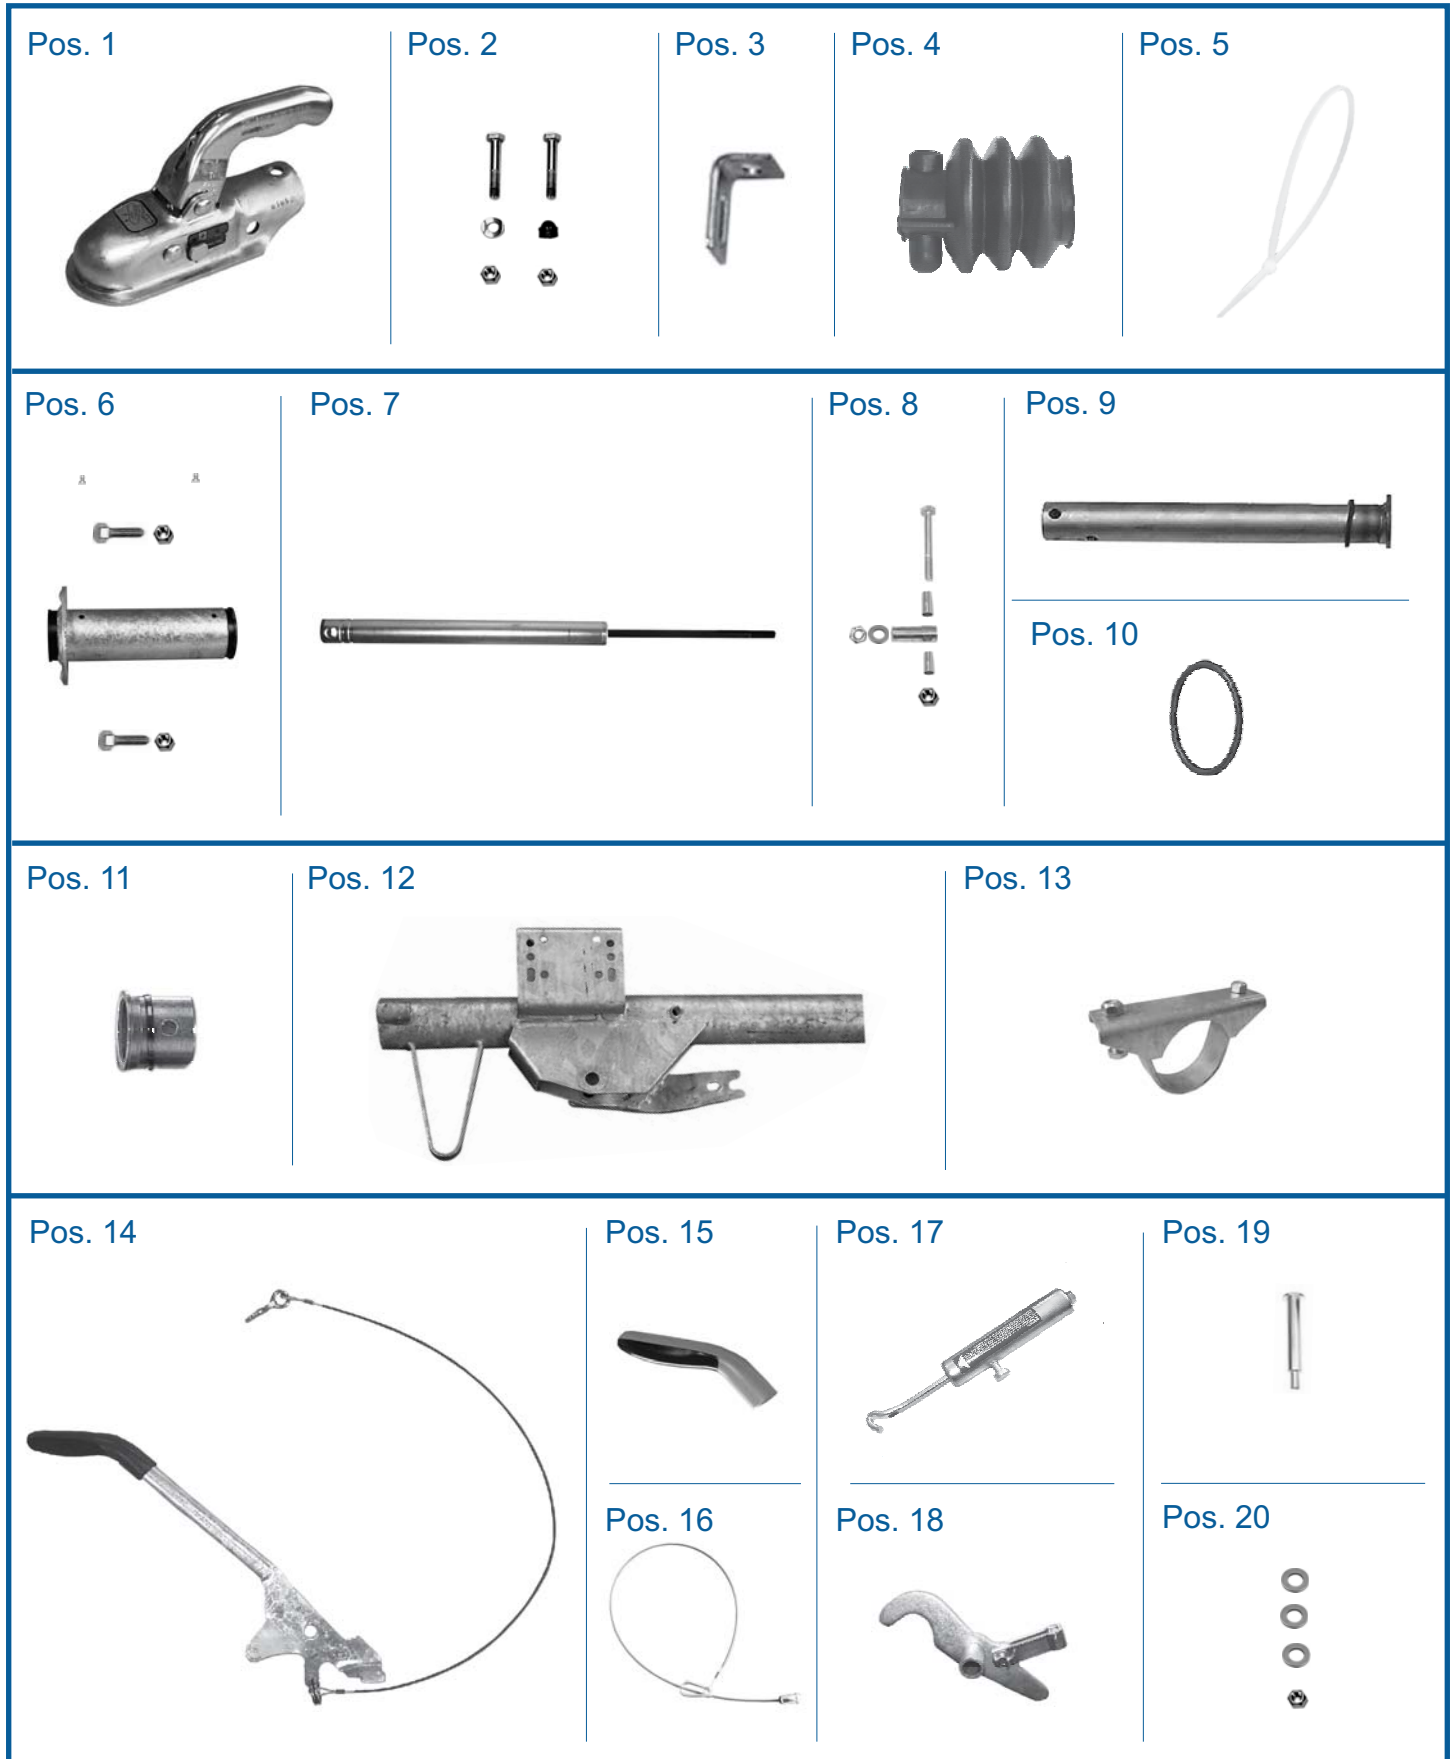 Pos. 1
Pos. 2
Pos. 3
Pos. 4
Pos. 5
Pos. 6
Pos. 7
Pos. 8
Pos. 9
Pos. 10
Pos. 11
Pos. 12
Pos. 13
Pos. 14
Pos. 15
Pos. 16
Pos. 17
Pos. 18
Pos. 19
Pos. 20